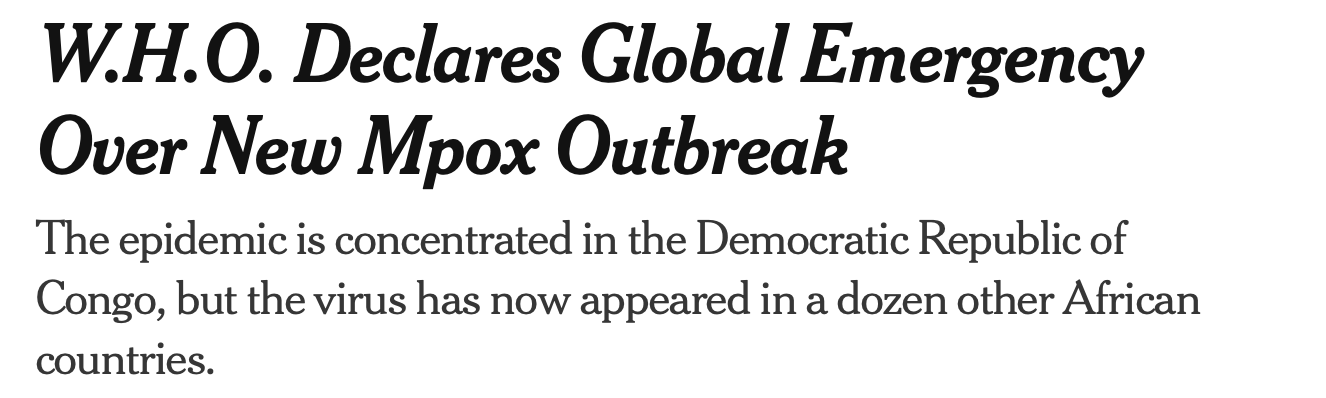 W.H.O. Declares Global Emergency
Over New Mpox Outbreak
The epidemic is concentrated in the Democratic Republic of
Congo, but the virus has now appeared in a dozen other African
countries.